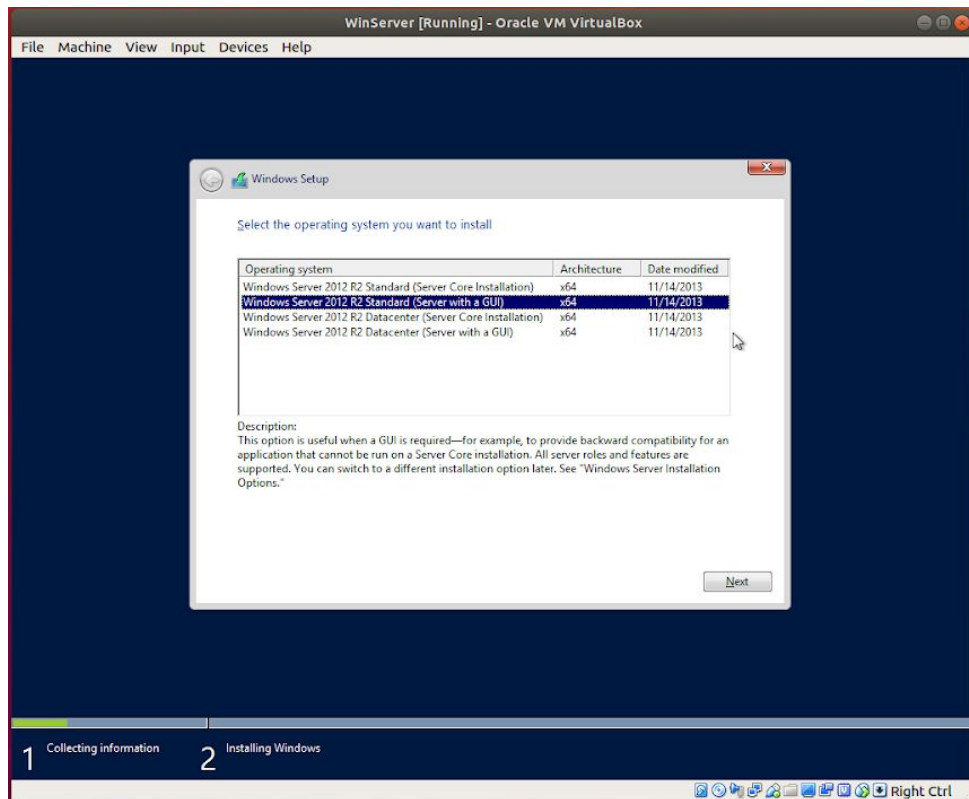 WinServer [Running] - Oracle VM VirtualBox
File Machine View Input Devices Help
Windows Setup
Select the operating system you want to install
Operating system Architecture Date modified
Windows Server 2012 R2 Standard (Server Core Installation) x64 11/14/2013
Windows Server 2012 R2 Standard (Server with a GUI) x64 11/14/2013
Windows Server 2012 R2 Datacenter (Server Core Installation) x64 11/14/2013
Windows Server 2012 R2 Datacenter (Server with a GUI) x64 11/14/2013
Description:
This option is useful when a GUI is required—for example, to provide backward compatibility for an
application that cannot be run on a Server Core installation. All server roles and features are
supported. You can switch to a different installation option later. See "Windows Server Installation
Options."
Next
1 Collecting information 2 Installing Windows
Right Ctrl